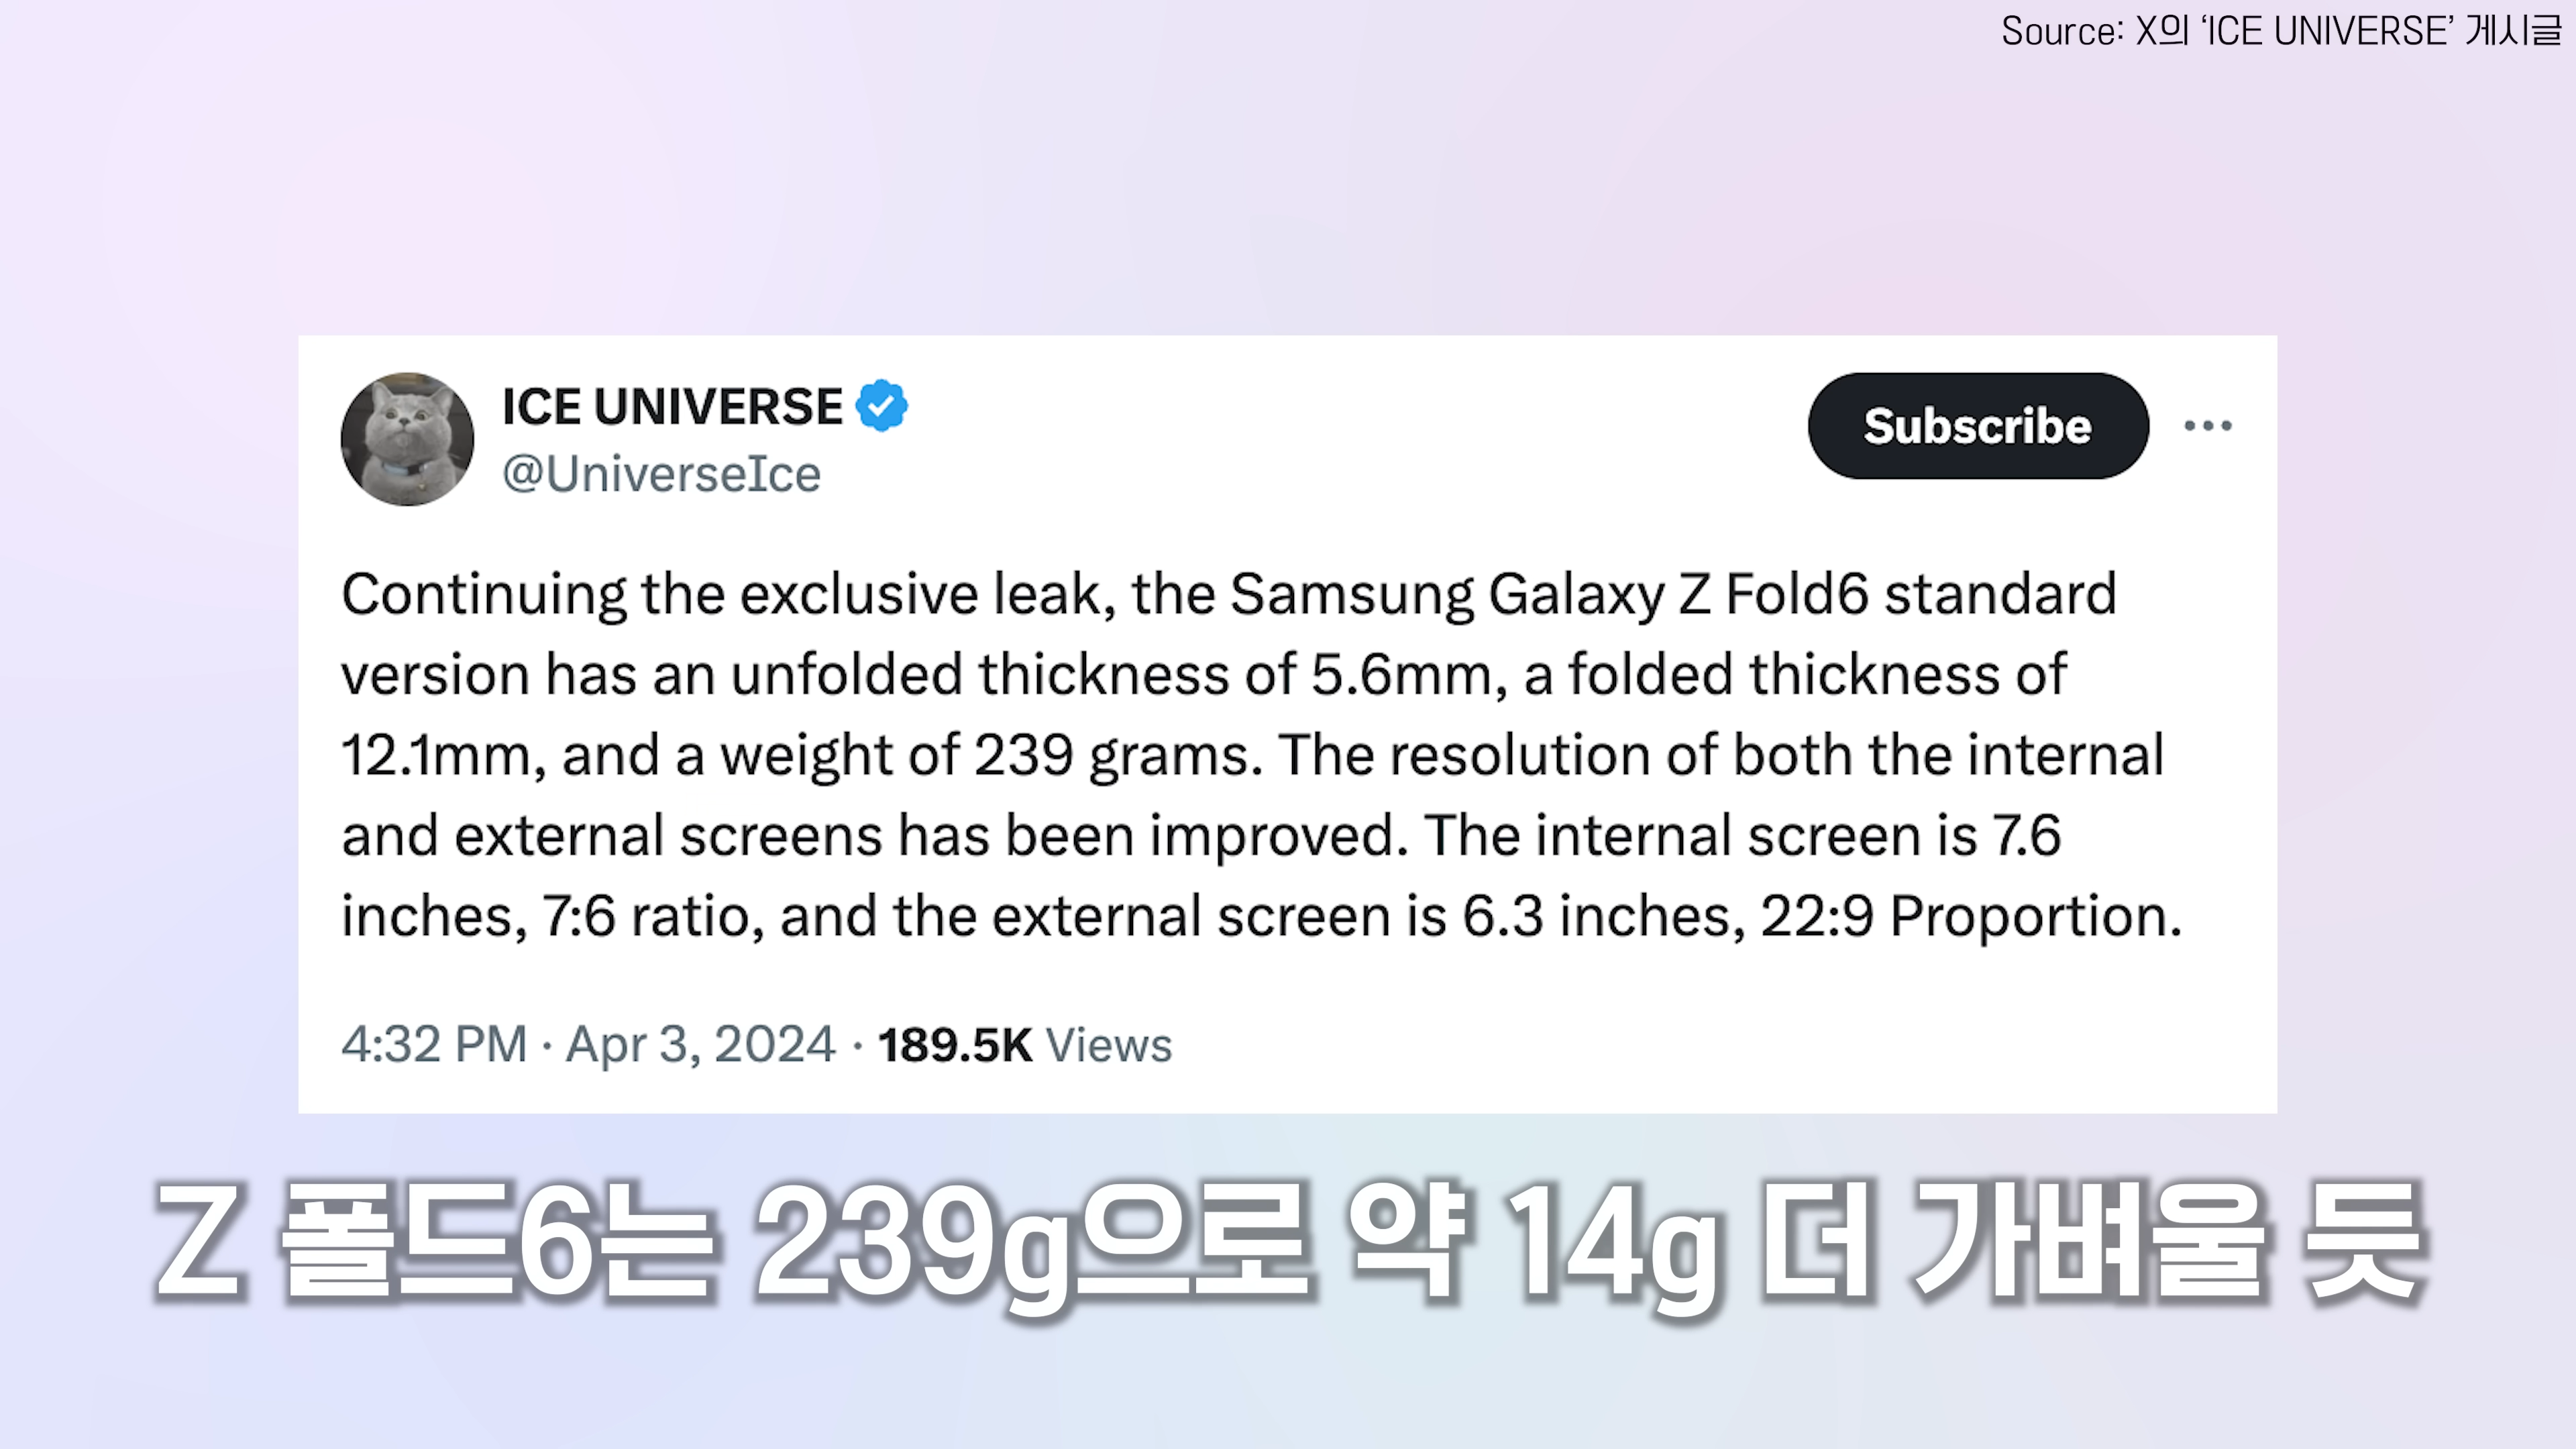 Source: X의 ‘ICE UNIVERSE’ 게시글
ICE UNIVERSE
@UniverseIce
Subscribe
Continuing the exclusive leak, the Samsung Galaxy Z Fold6 standard
version has an unfolded thickness of 5.6mm, a folded thickness of
12.1mm, and a weight of 239 grams. The resolution of both the internal
and external screens has been improved. The internal screen is 7.6
inches, 7:6 ratio, and the external screen is 6.3 inches, 22:9 Proportion.
4:32 PM · Apr 3, 2024 · 189.5K Views
Z 폴드6는 239g으로 약 14g 더 가벼울 듯